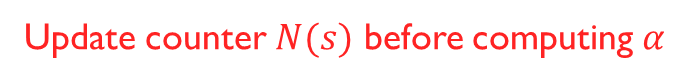 Update counter N(s) before computing α